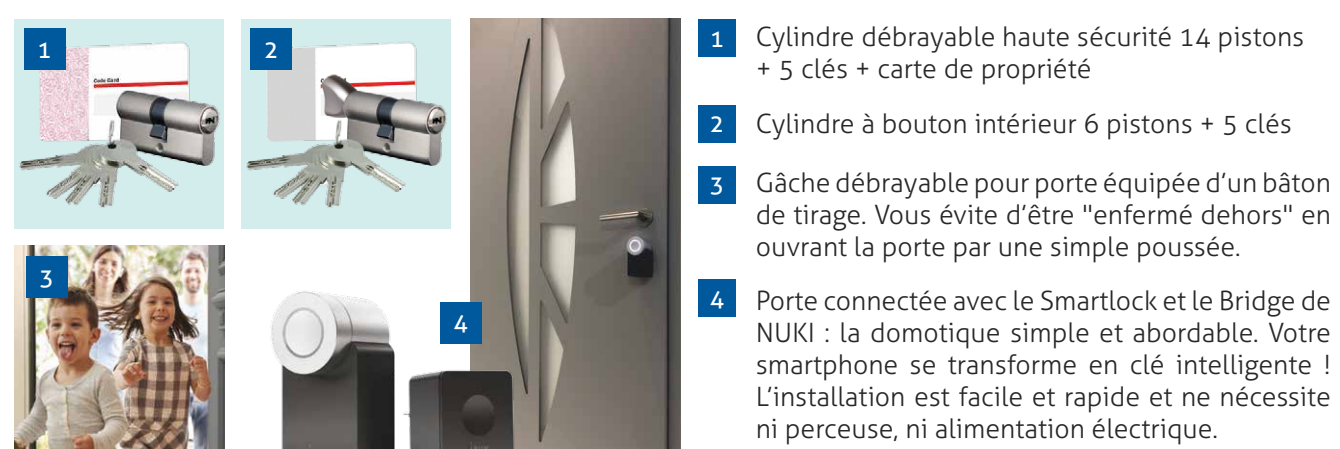 1
Code Card
2
Code Card
3
4
1 Cylindre débrayable haute sécurité 14 pistons
+ 5 clés + carte de propriété
2 Cylindre à bouton intérieur 6 pistons + 5 clés
3 Gâche débrayable pour porte équipée d’un bâton
de tirage. Vous évite d’être "enfermé dehors" en
ouvrant la porte par une simple poussée.
4 Porte connectée avec le Smartlock et le Bridge de
NUKI : la domotique simple et abordable. Votre
smartphone se transforme en clé intelligente !
L’installation est facile et rapide et ne nécessite
ni perceuse, ni alimentation électrique.